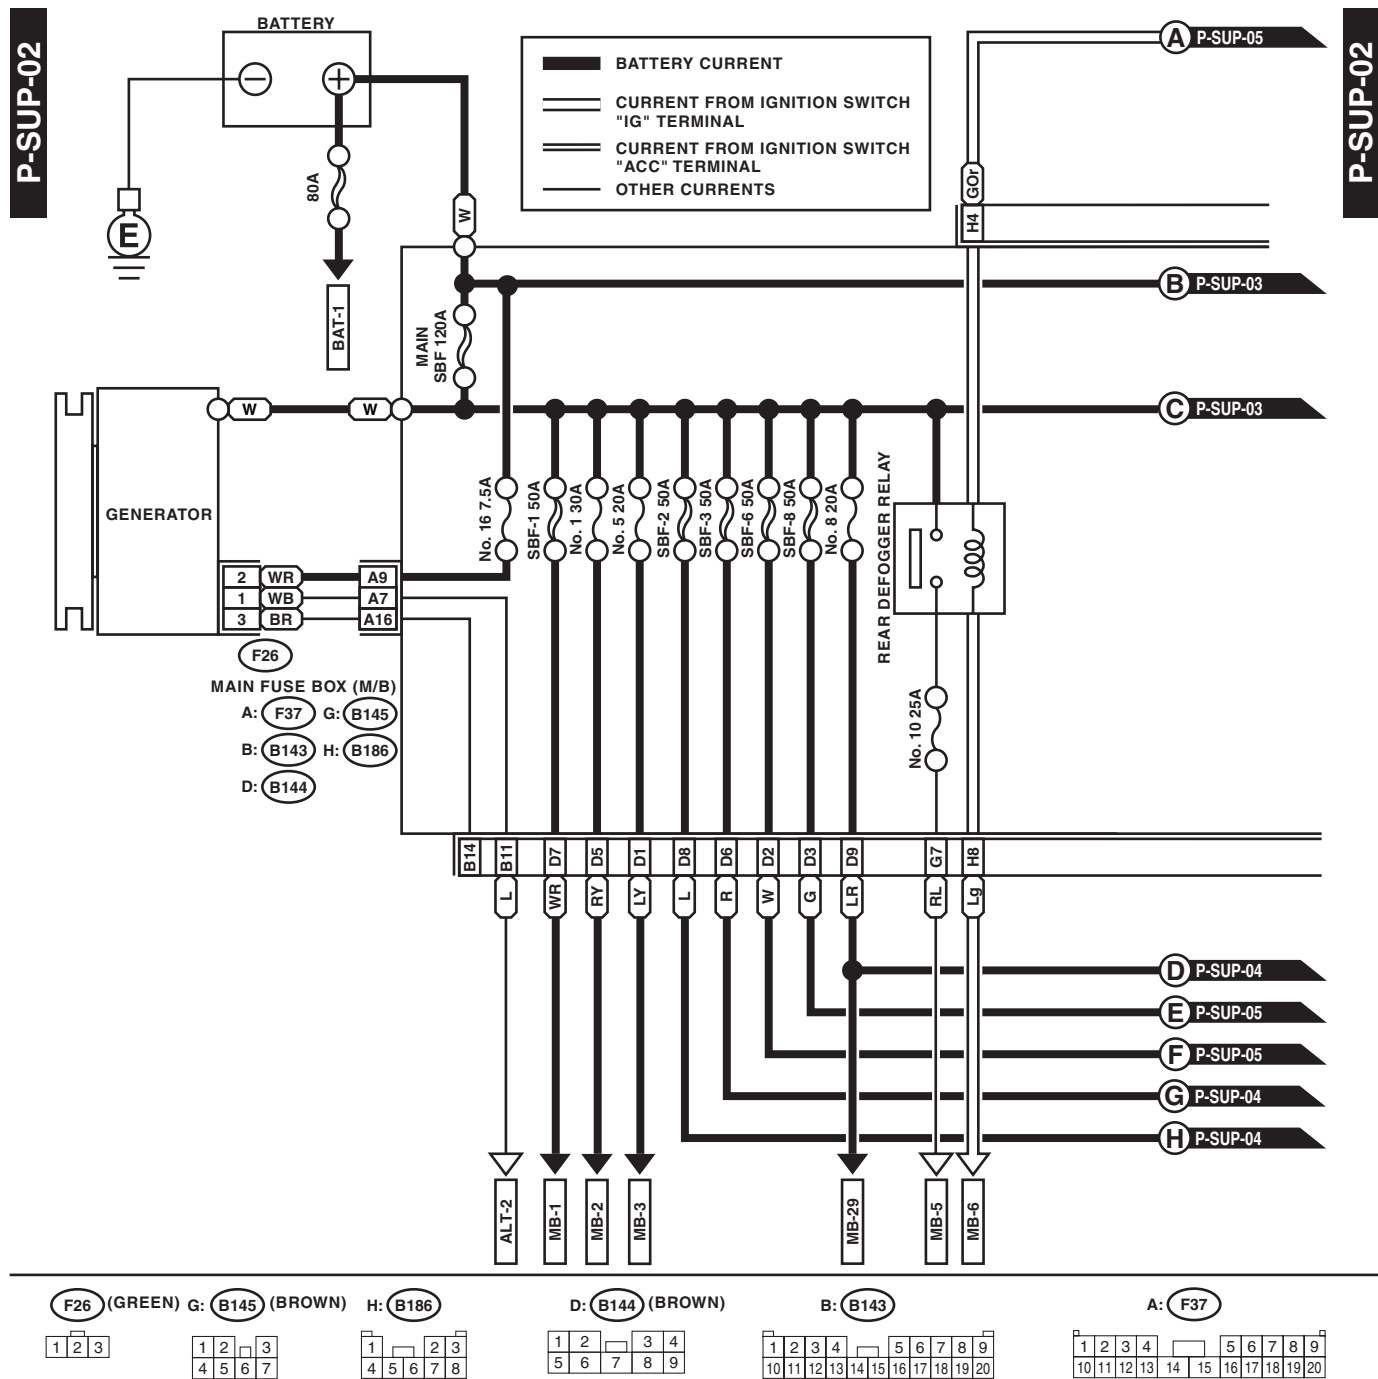 P-SUP-02
BATTERY
BATTERY CURRENT
CURRENT FROM IGNITION SWITCH
"IG" TERMINAL
CURRENT FROM IGNITION SWITCH
"ACC" TERMINAL
OTHER CURRENTS
A P-SUP-05
P-SUP-02
80A
W
GOr
H4
E
BAT-1
MAIN
SBF 120A
B P-SUP-03
W
W
C P-SUP-03
GENERATOR
No. 16 7.5A
SBF-1 50A
No. 1 30A
No. 5 20A
SBF-2 50A
SBF-3 50A
SBF-6 50A
SBF-8 50A
No. 8 20A
REAR DEFOGGER RELAY
2 WR A9
1 WB A7
3 BR A16
F26
MAIN FUSE BOX (M/B)
A: F37 G: B145
B: B143 H: B186
D: B144
No. 10 25A
B14 B11 D7 D5 D1 D8 D6 D2 D3 D9 G7 H8
L WR RY LY L R W G LR RL Lg
D P-SUP-04
E P-SUP-05
F P-SUP-05
G P-SUP-04
H P-SUP-04
ALT-2 MB-1 MB-2 MB-3 MB-29 MB-5 MB-6
F26 (GREEN) G: B145 (BROWN) H: B186 D: B144 (BROWN) B: B143 A: F37
1 2 3
1 2 3
4 5 6 7
1 2 3
4 5 6 7 8
1 2 3 4
5 6 7 8 9
1 2 3 4 5 6 7 8 9
10 11 12 13 14 15 16 17 18 19 20
1 2 3 4 5 6 7 8 9
10 11 12 13 14 15 16 17 18 19 20